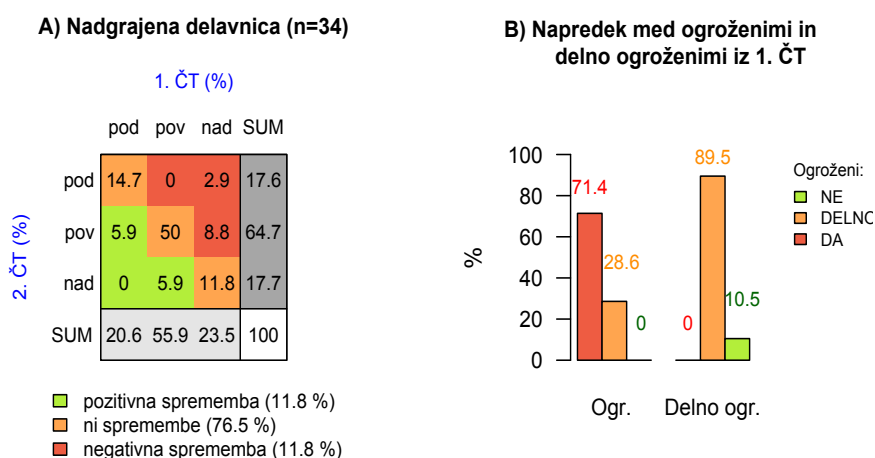 A) Nadgrajena delavnica (n=34)
1. ČT (%)
pod pov nad SUM
2. ČT (%)
pod 14.7 0 2.9 17.6
pov 5.9 50 8.8 64.7
nad 0 5.9 11.8 17.7
SUM 20.6 55.9 23.5 100
pozitivna sprememba (11.8 %)
ni spremembe (76.5 %)
negativna sprememba (11.8 %)
B) Napredek med ogroženimi in
delno ogroženimi iz 1. ČT
%
100
80
60
40
20
0
71.4
28.6
0
0
89.5
10.5
Ogr. Delno ogr.
Ogroženi:
NE
DELNO
DA